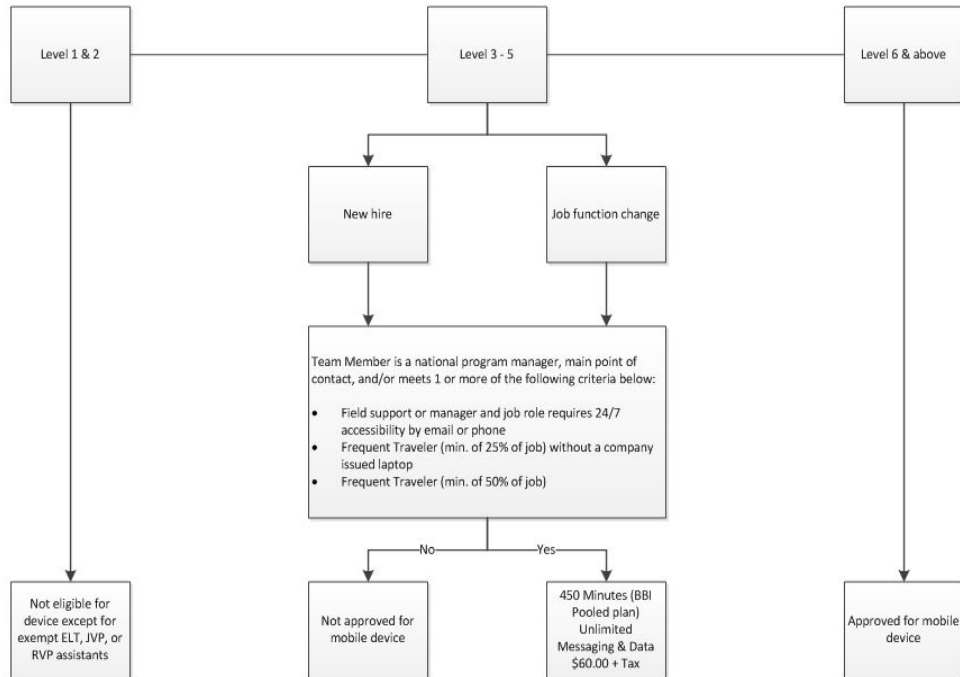 Level 1 & 2
Level 3 - 5
Level 6 & above
New hire
Job function change
Team Member is a national program manager, main point of
contact, and/or meets 1 or more of the following criteria below:
• Field support or manager and job role requires 24/7
accessibility by email or phone
• Frequent Traveler (min. of 25% of job) without a company
issued laptop
• Frequent Traveler (min. of 50% of job)
No
Yes
Not eligible for
device except for
exempt ELT, JVP, or
RVP assistants
Not approved for
mobile device
450 Minutes (BBI
Pooled plan)
Unlimited
Messaging & Data
$60.00 + Tax
Approved for mobile
device